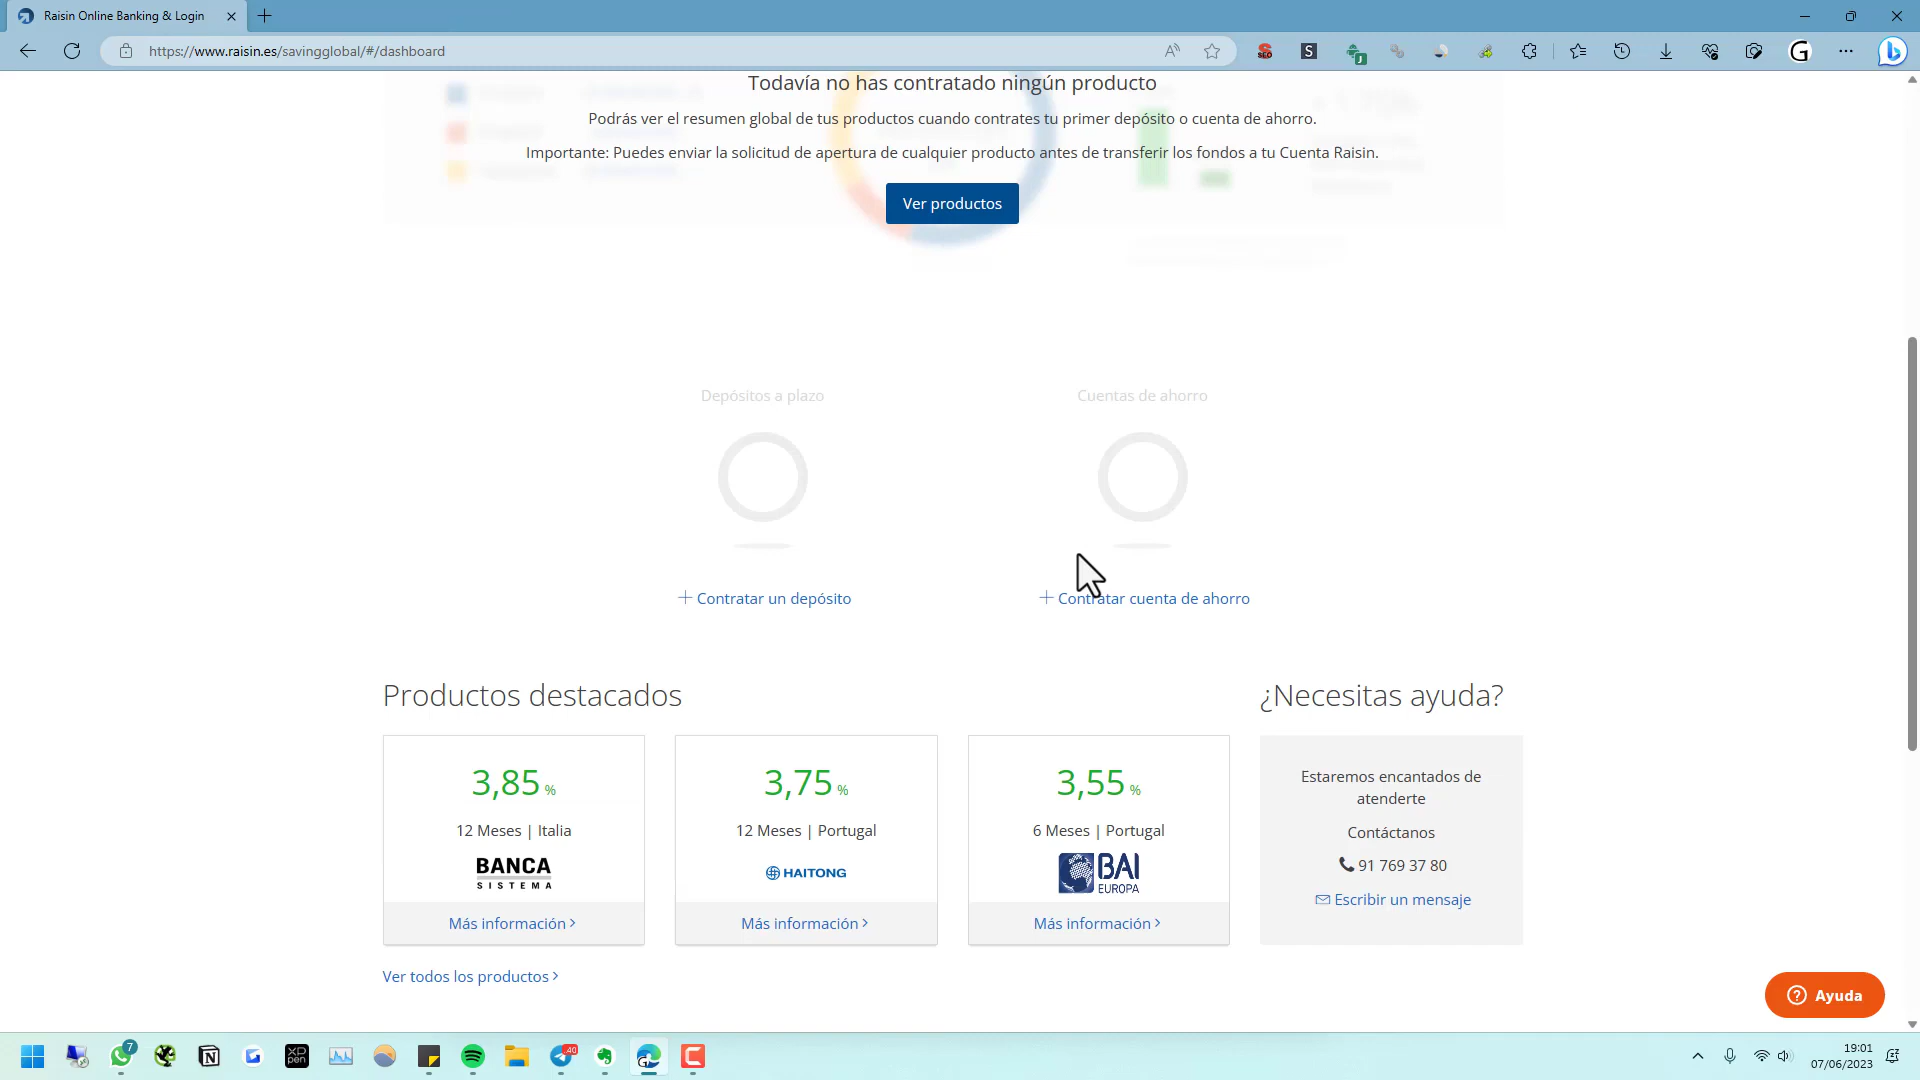 Raisin Online Banking & Login
https://www.raisin.es/savingglobal/#/dashboard
Todavía no has contratado ningún producto
Podrás ver el resumen global de tus productos cuando contrates tu primer depósito o cuenta de ahorro.
Importante: Puedes enviar la solicitud de apertura de cualquier producto antes de transferir los fondos a tu Cuenta Raisin.
Ver productos
Depósitos a plazo
Cuentas de ahorro
Contratar un depósito
Contratar cuenta de ahorro
Productos destacados
¿Necesitas ayuda?
3,85 %
12 Meses | Italia
BANCA
SISTEMA
Más información
3,75 %
12 Meses | Portugal
HAITONG
Más información
3,55 %
6 Meses | Portugal
BAI
EUROPA
Más información
Estaremos encantados de
atenderte
Contáctanos
91 769 37 80
Escribir un mensaje
Ver todos los productos
Ayuda
19:01
07/06/2023